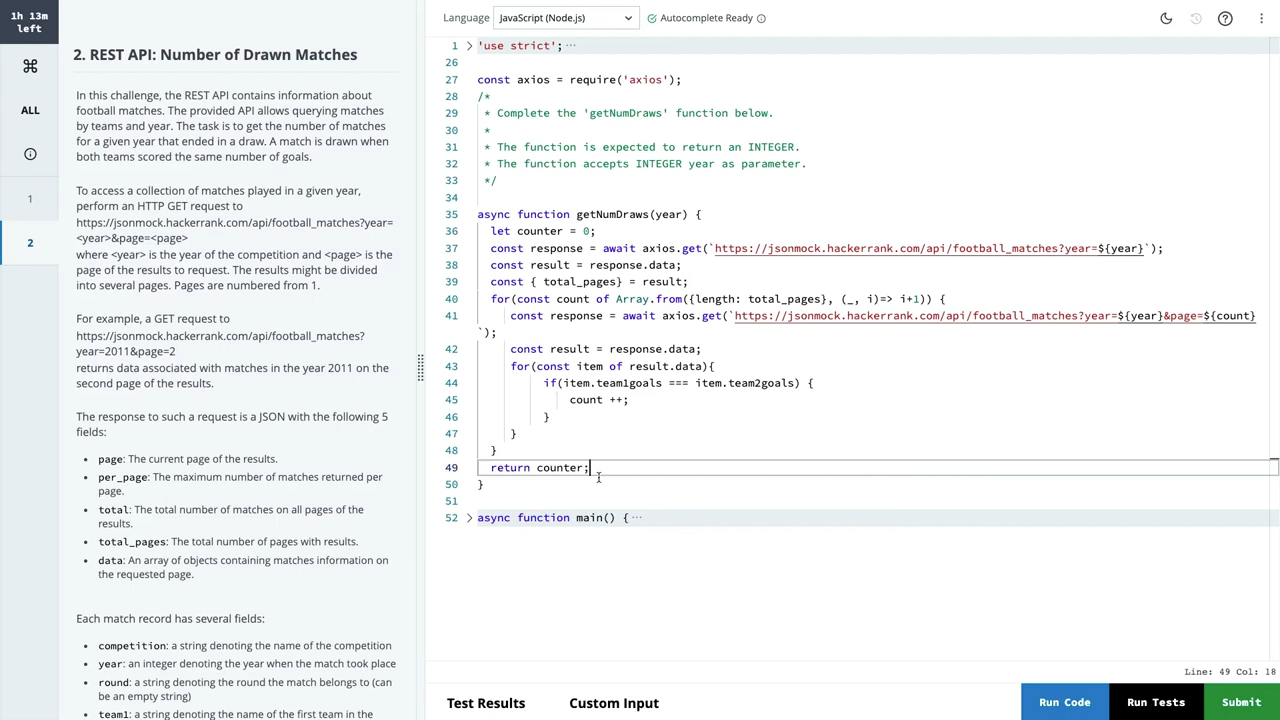 1h 13m
left
ALL
1
2
2. REST API: Number of Drawn Matches
In this challenge, the REST API contains information about
football matches. The provided API allows querying matches
by teams and year. The task is to get the number of matches
for a given year that ended in a draw. A match is drawn when
both teams scored the same number of goals.
To access a collection of matches played in a given year,
perform an HTTP GET request to
https://jsonmock.hackerrank.com/api/football_matches?year=
<year>&page=<page>
where <year> is the year of the competition and <page> is the
page of the results to request. The results might be divided
into several pages. Pages are numbered from 1.
For example, a GET request to
https://jsonmock.hackerrank.com/api/football_matches?
year=2011&page=2
returns data associated with matches in the year 2011 on the
second page of the results.
The response to such a request is a JSON with the following 5
fields:
• page: The current page of the results.
• per_page: The maximum number of matches returned per
page.
• total: The total number of matches on all pages of the
results.
• total_pages: The total number of pages with results.
• data: An array of objects containing matches information on
the requested page.
Each match record has several fields:
• competition: a string denoting the name of the competition
• year: an integer denoting the year when the match took place
• round: a string denoting the round the match belongs to (can
be an empty string)
• team1: a string denoting the name of the first team in the
Language JavaScript (Node.js) Autocomplete Ready
1 'use strict'; ···
26
27 const axios = require('axios');
28 /*
29 * Complete the 'getNumDraws' function below.
30 *
31 * The function is expected to return an INTEGER.
32 * The function accepts INTEGER year as parameter.
33 */
34
35 async function getNumDraws(year) {
36 let counter = 0;
37 const response = await axios.get(`https://jsonmock.hackerrank.com/api/football_matches?year=${year}`);
38 const result = response.data;
39 const { total_pages} = result;
40 for(const count of Array.from({length: total_pages}, (_, i)=> i+1)) {
41 const response = await axios.get(`https://jsonmock.hackerrank.com/api/football_matches?year=${year}&page=${count}
`);
42 const result = response.data;
43 for(const item of result.data){
44 if(item.team1goals === item.team2goals) {
45 count ++;
46 }
47 }
48 }
49 return counter;
50 }
51
52 async function main() { ···
Line: 49 Col: 18
Test Results Custom Input Run Code Run Tests Submit